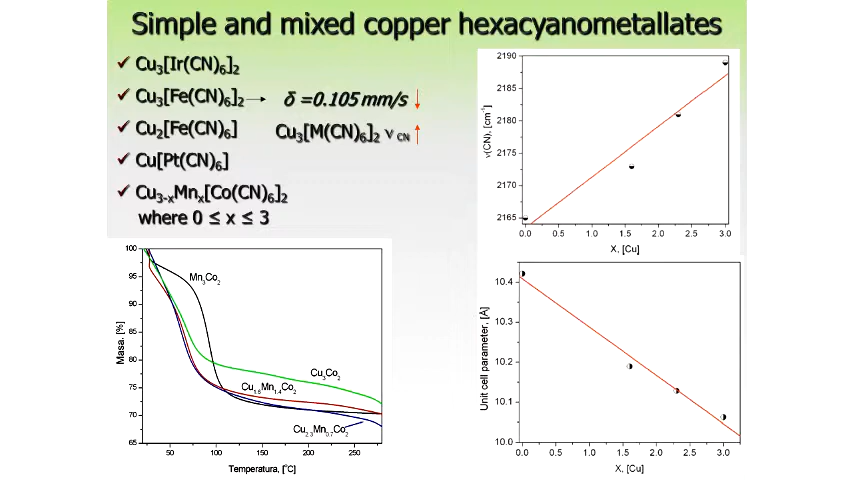 Simple and mixed copper hexacyanometallates
✓ Cu3[Ir(CN)6]2
✓ Cu3[Fe(CN)6]2 → δ =0.105 mm/s ↓
✓ Cu2[Fe(CN)6]
Cu3[M(CN)6]2 ν CN ↑
✓ Cu[Pt(CN)6]
✓ Cu3-xMnx[Co(CN)6]2
where 0 ≤ x ≤ 3
2190
2185
2180
2175
2170
2165
ν(CN), [cm-1]
0.0 0.5 1.0 1.5 2.0 2.5 3.0
X, [Cu]
100
95
90
85
80
75
70
65
Masa, [%]
Mn3Co2
Cu3Co2
Cu1.6Mn1.4Co2
Cu2.3Mn0.7Co2
50 100 150 200 250
Temperatura, [°C]
10.4
10.3
10.2
10.1
10.0
Unit cell parameter, [Å]
0.0 0.5 1.0 1.5 2.0 2.5 3.0
X, [Cu]